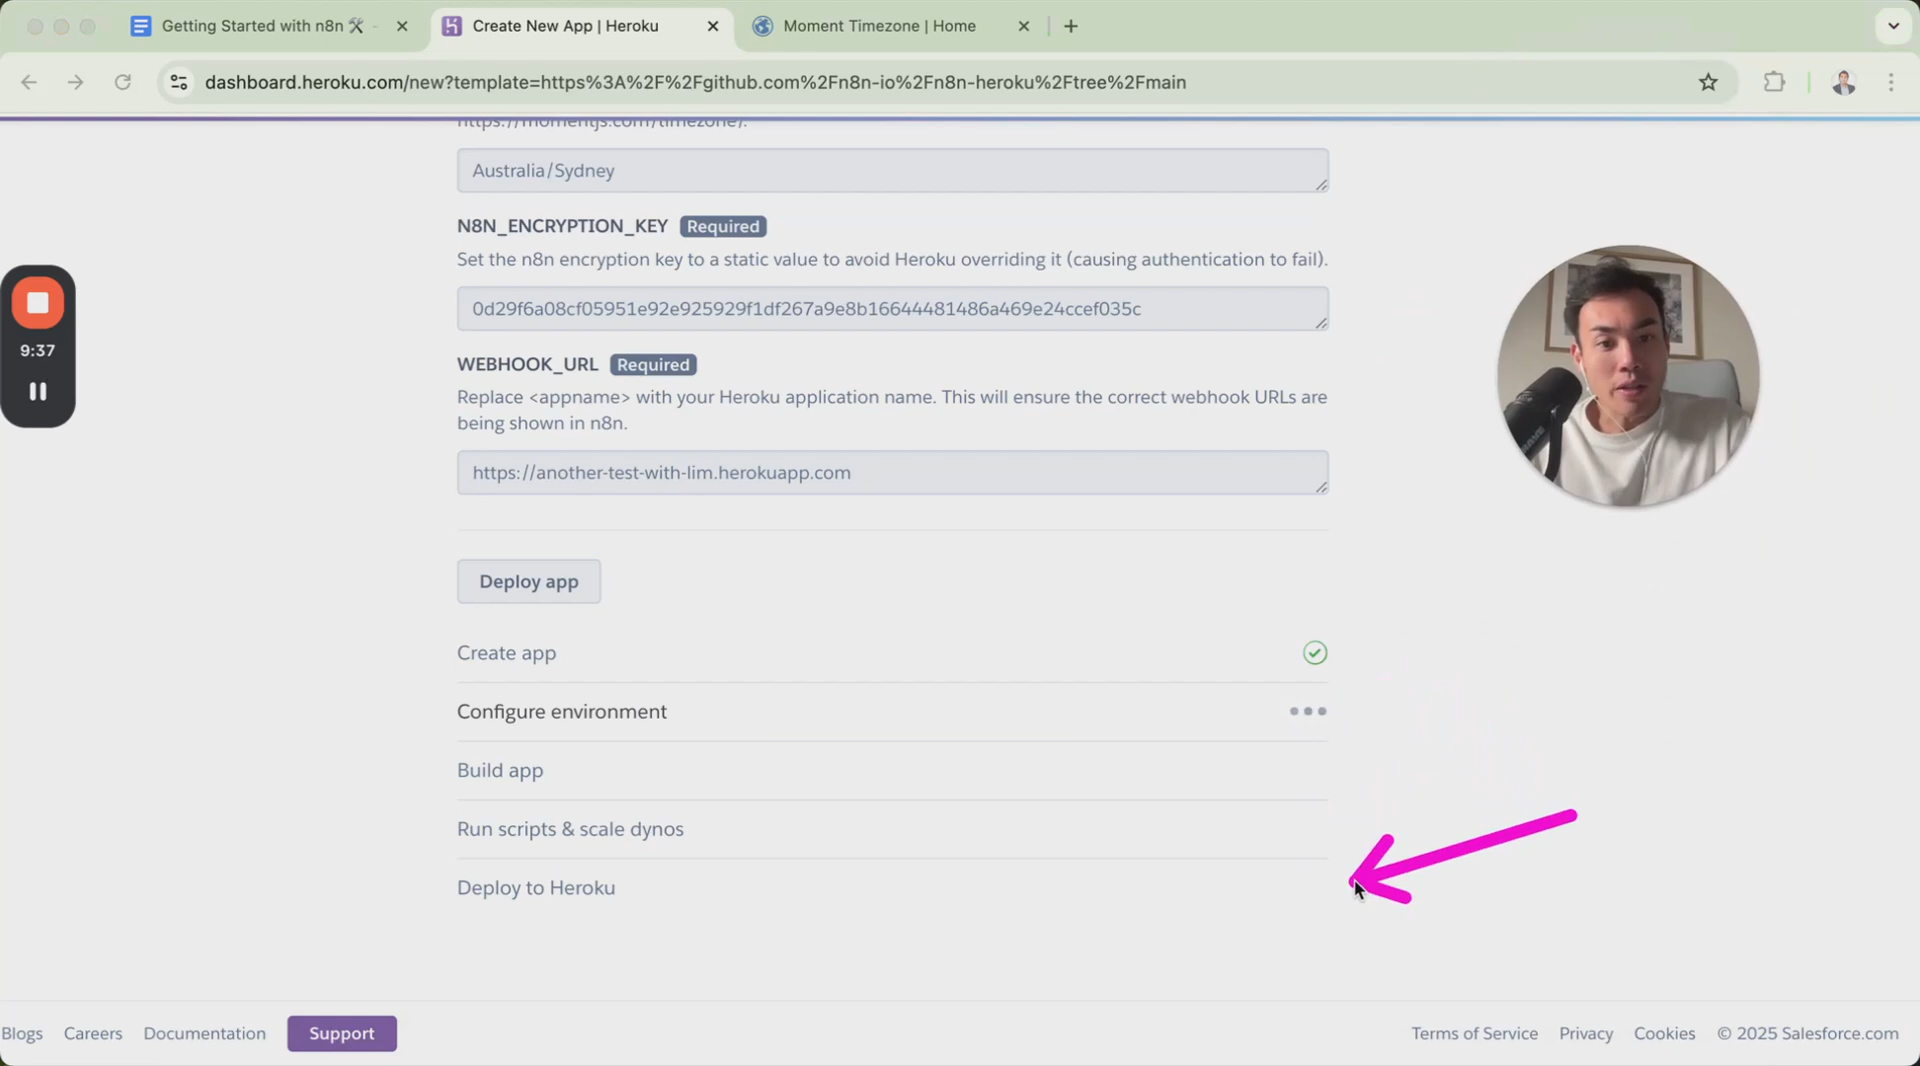 Getting Started with n8n 🛠 -
Create New App | Heroku
Moment Timezone | Home
dashboard.heroku.com/new?template=https%3A%2F%2Fgithub.com%2Fn8n-io%2Fn8n-heroku%2Ftree%2Fmain
https://momentjs.com/timezone/.
Australia/Sydney
N8N_ENCRYPTION_KEY Required
Set the n8n encryption key to a static value to avoid Heroku overriding it (causing authentication to fail).
0d29f6a08cf05951e92e925929f1df267a9e8b16644481486a469e24ccef035c
9:37
WEBHOOK_URL Required
Replace <appname> with your Heroku application name. This will ensure the correct webhook URLs are
being shown in n8n.
https://another-test-with-lim.herokuapp.com
Deploy app
Create app
Configure environment
Build app
Run scripts & scale dynos
Deploy to Heroku
Blogs Careers Documentation Support Terms of Service Privacy Cookies © 2025 Salesforce.com